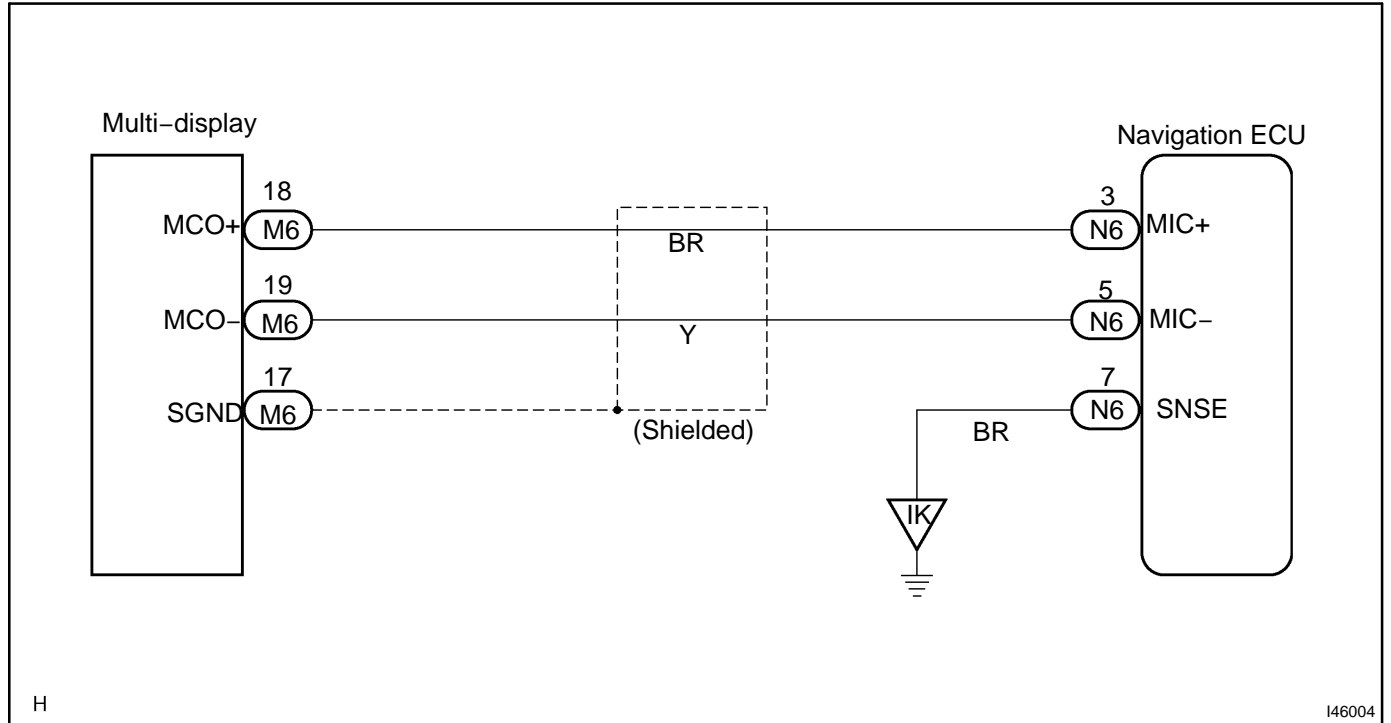 Multi−display
Navigation ECU
18
3
MCO+
M6
BR
N6
MIC+
19
5
MCO−
M6
Y
N6
MIC−
17
7
SGND
M6
(Shielded)
BR
N6
SNSE
IK
H
I46004